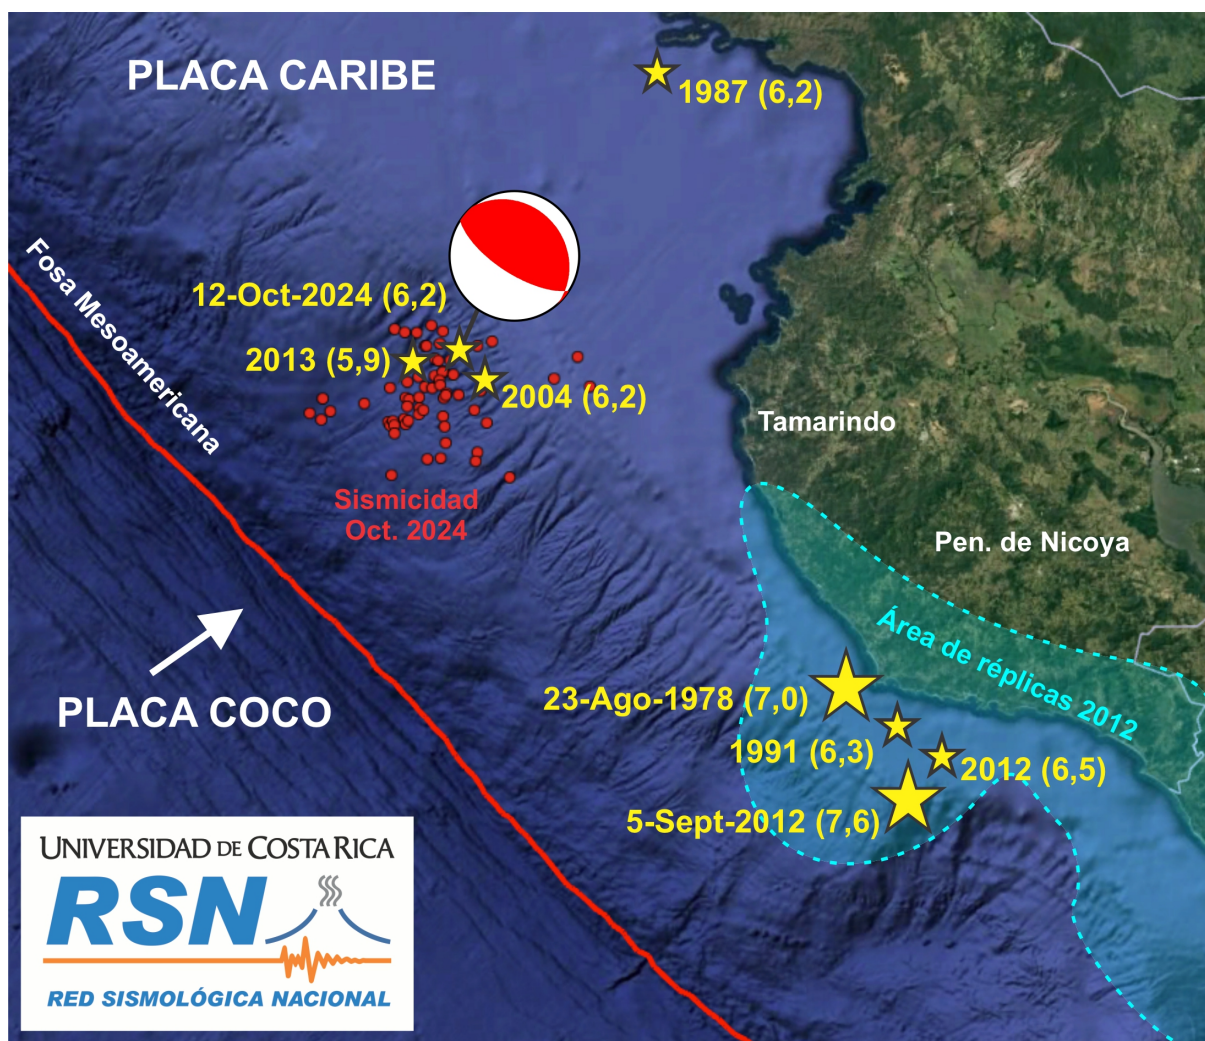 PLACA CARIBE
1987 (6,2)
Fosa Mesoamericana
12-Oct-2024 (6,2)
2013 (5,9)
2004 (6,2)
Tamarindo
Sismicidad
Oct. 2024
Pen. de Nicoya
Área de réplicas 2012
PLACA COCO
23-Ago-1978 (7,0)
1991 (6,3)
2012 (6,5)
5-Sept-2012 (7,6)
UNIVERSIDAD DE COSTA RICA
RSN
RED SISMOLÓGICA NACIONAL